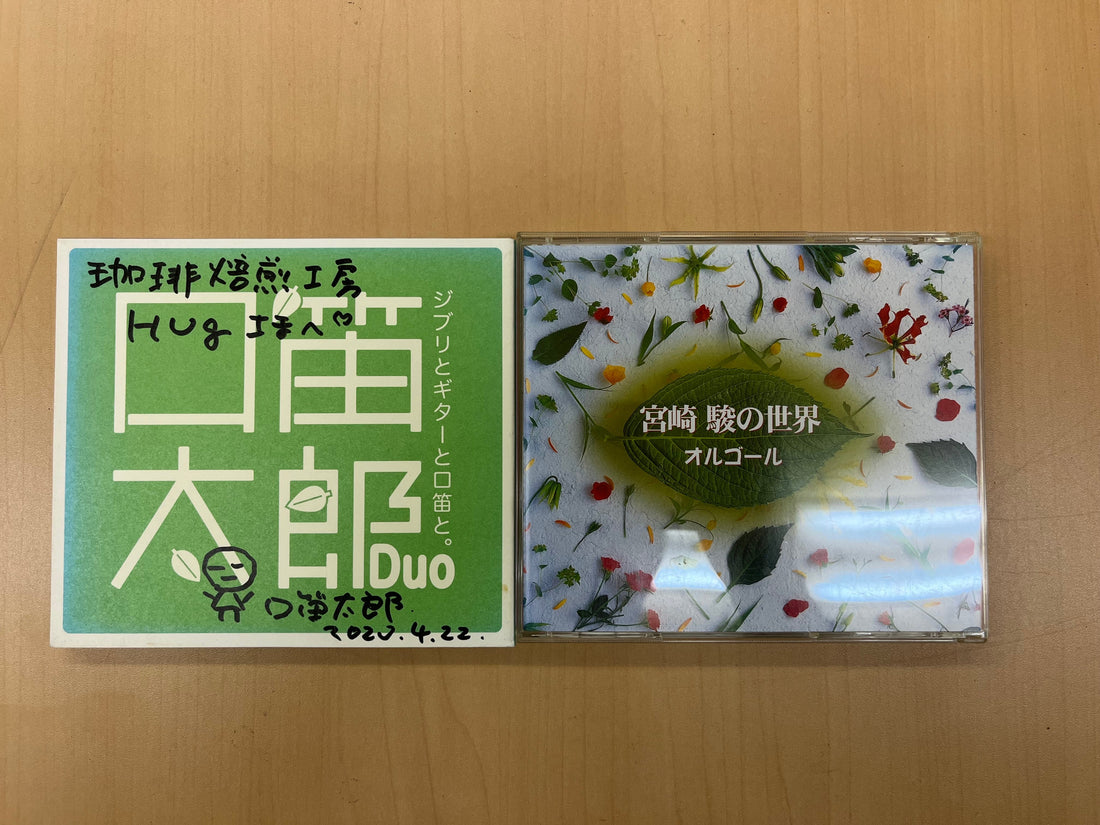 珈琲焙煎工房
Hug さまへ♡
口笛
太郎
Duo
ジブリとギターと口笛と。
口笛太郎
2020.4.22.
宮崎 駿の世界
オルゴール